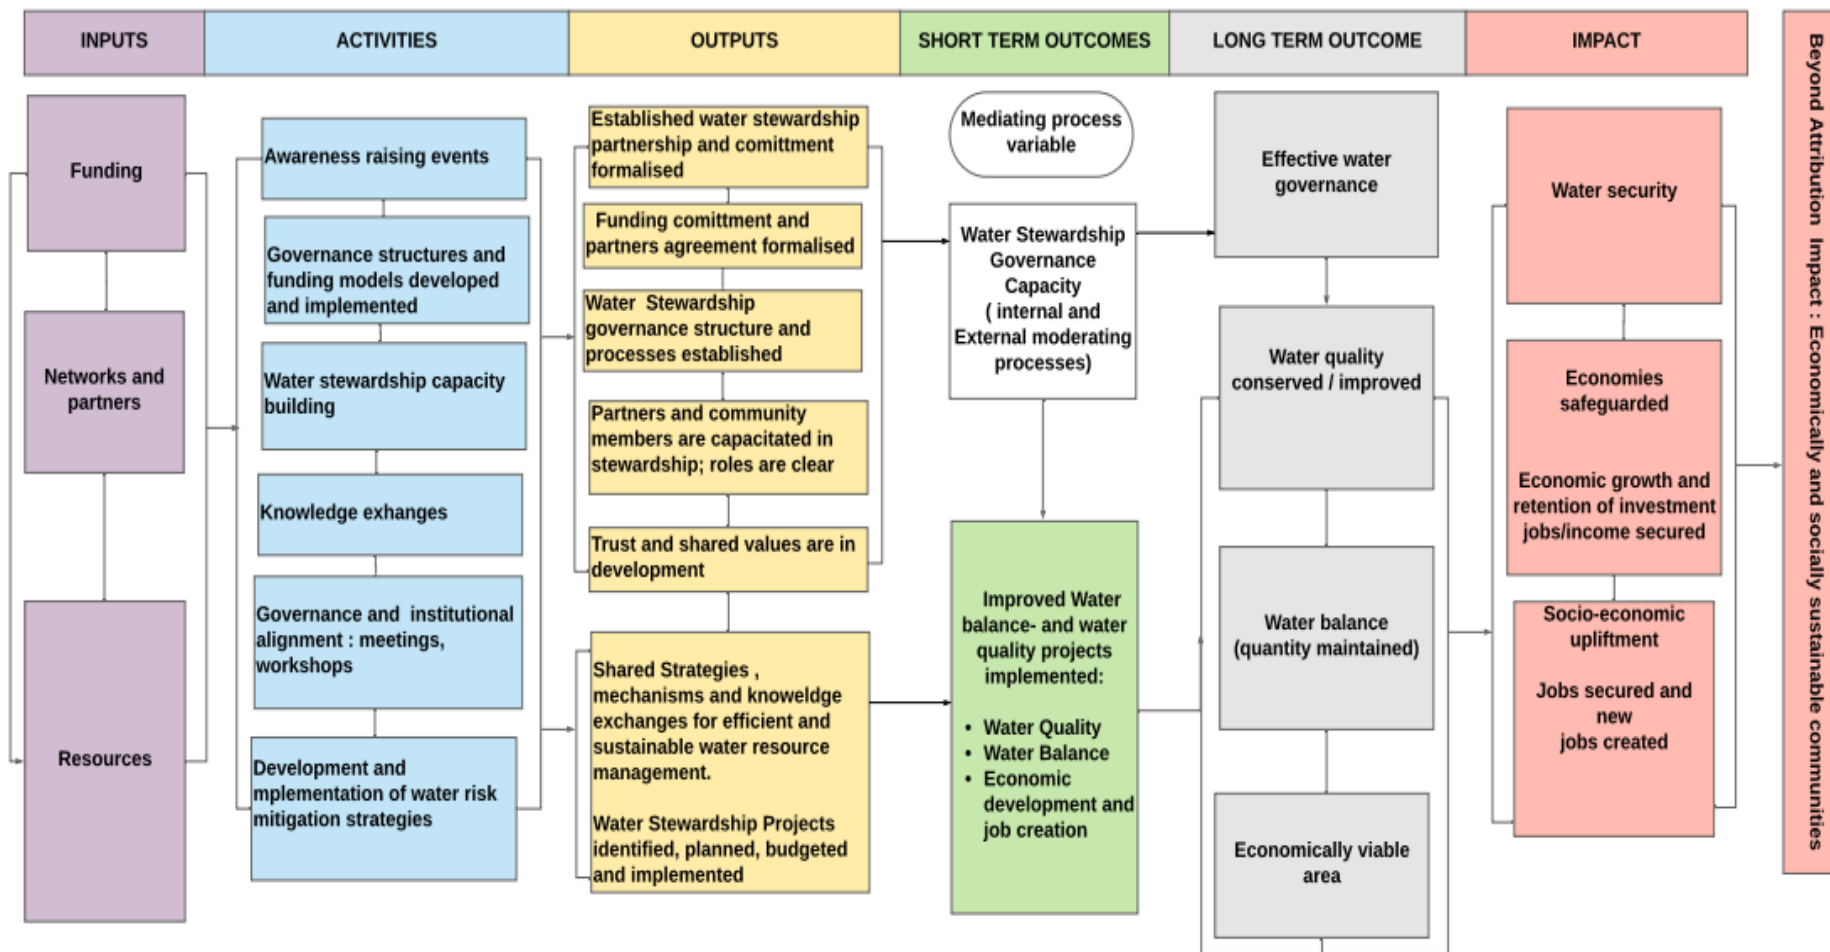 INPUTS
ACTIVITIES
OUTPUTS
SHORT TERM OUTCOMES
LONG TERM OUTCOME
IMPACT
Funding
Networks and
partners
Resources
Awareness raising events
Governance structures and
funding models developed
and implemented
Water stewardship capacity
building
Knowledge exhanges
Governance and institutional
alignment : meetings,
workshops
Development and
mplementation of water risk
mitigation strategies
Established water stewardship
partnership and comittment
formalised
Funding comittment and
partners agreement formalised
Water Stewardship
governance structure and
processes established
Partners and community
members are capacitated in
stewardship; roles are clear
Trust and shared values are in
development
Shared Strategies ,
mechanisms and knoweldge
exchanges for efficient and
sustainable water resource
management.
Water Stewardship Projects
identified, planned, budgeted
and implemented
Mediating process
variable
Water Stewardship
Governance
Capacity
( internal and
External moderating
processes)
Improved Water
balance- and water
quality projects
implemented:
• Water Quality
• Water Balance
• Economic
development and
job creation
Effective water
governance
Water quality
conserved / improved
Water balance
(quantity maintained)
Economically viable
area
Water security
Economies
safeguarded
Economic growth and
retention of investment
jobs/income secured
Socio-economic
upliftment
Jobs secured and
new
jobs created
Beyond Attribution Impact : Economically and socially sustainable communities